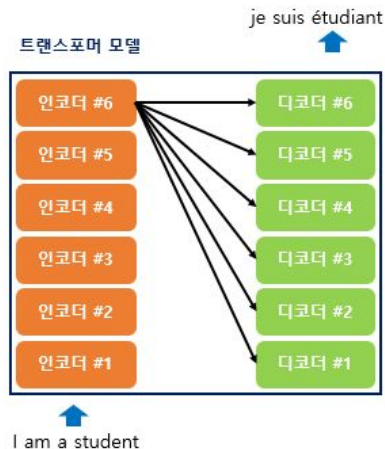 je suis étudiant
트랜스포머 모델
인코더 #6
디코더 #6
인코더 #5
디코더 #5
인코더 #4
디코더 #4
인코더 #3
디코더 #3
인코더 #2
디코더 #2
인코더 #1
디코더 #1
I am a student